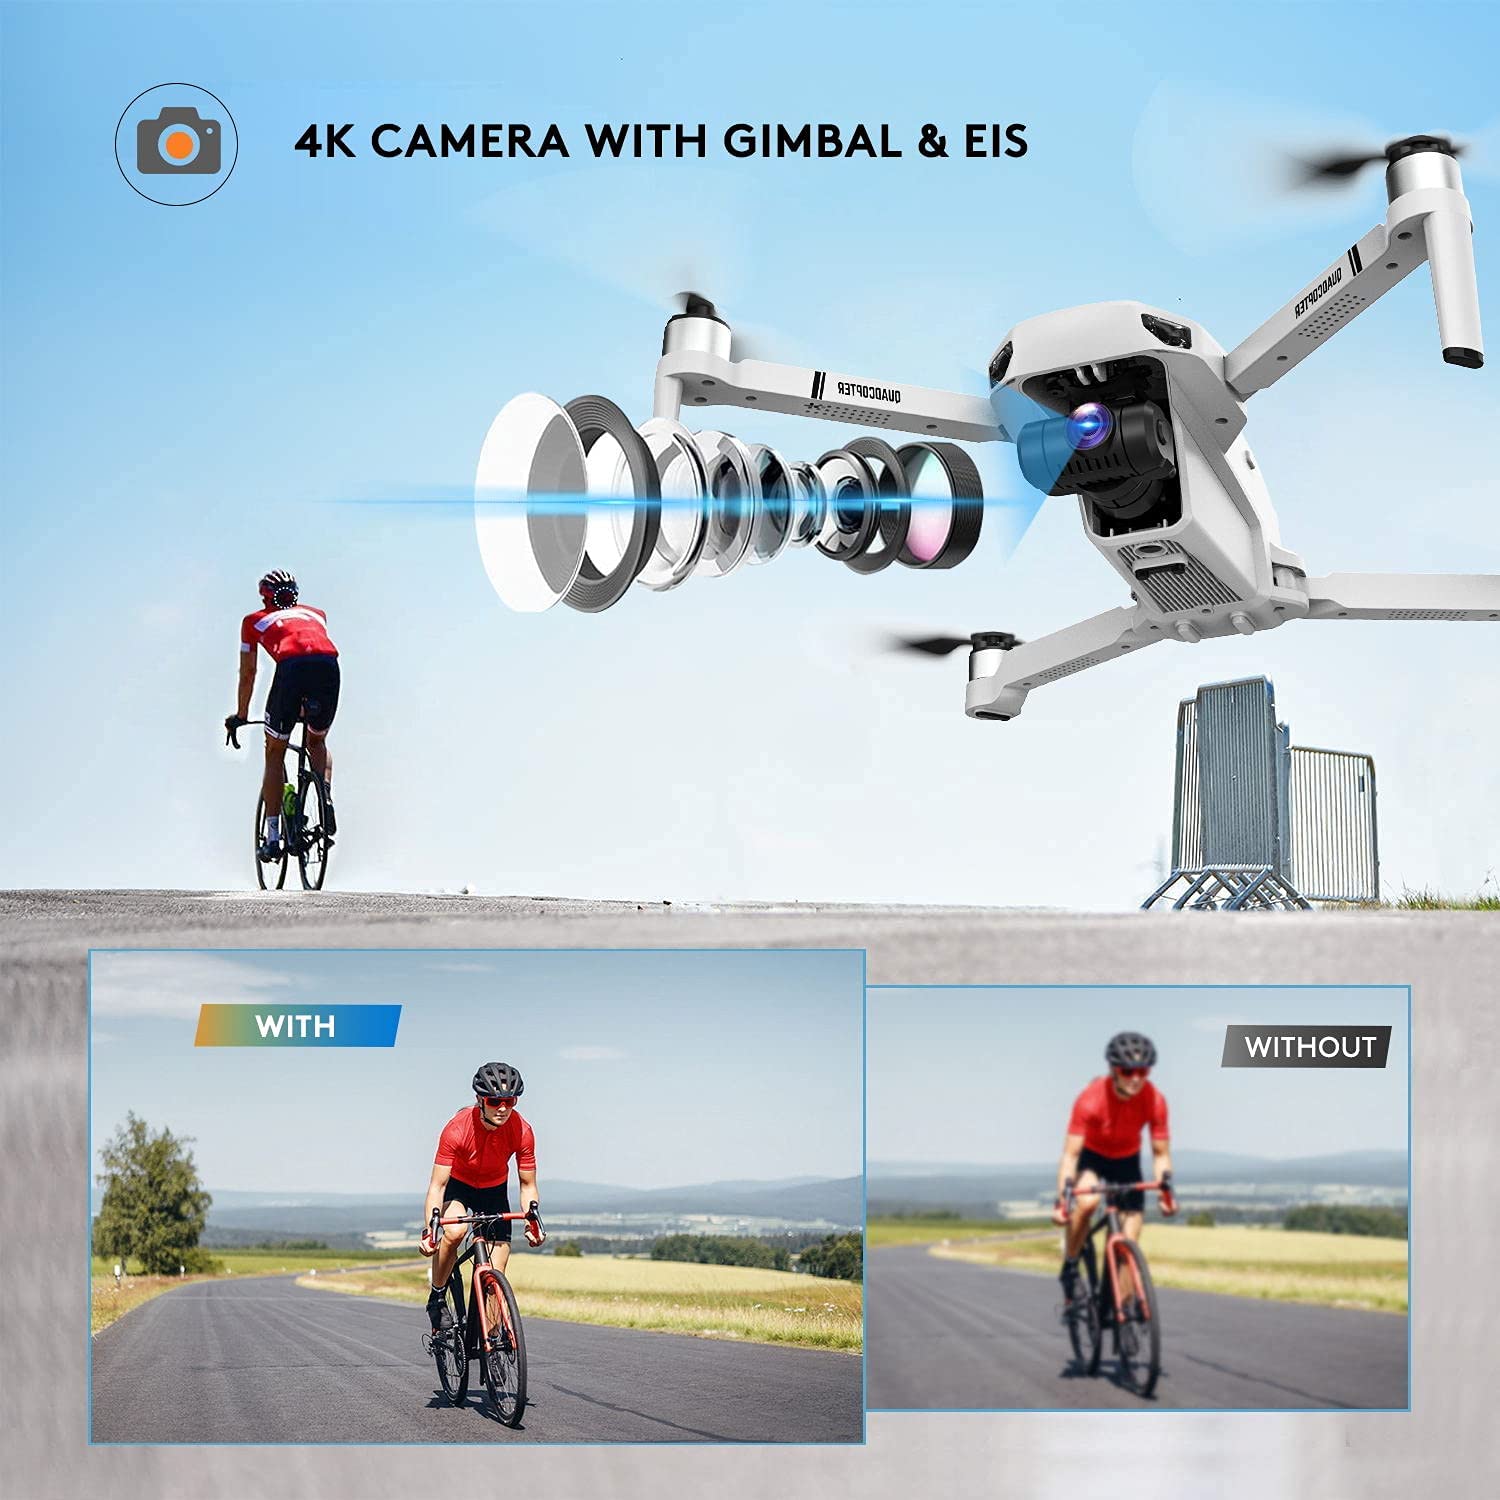 4K CAMERA WITH GIMBAL & EIS
QUADCOPTER
QUADCOPTER
WITH
WITHOUT